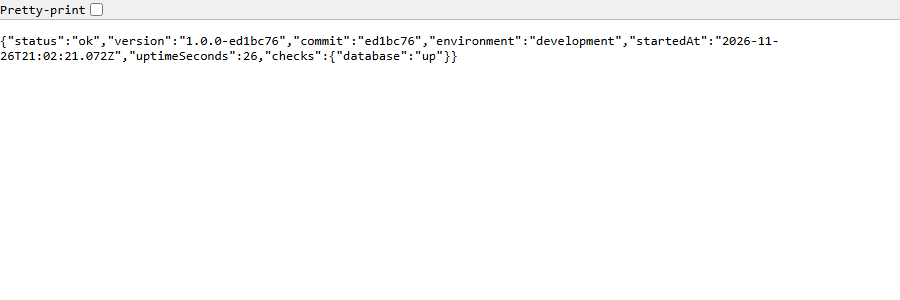 Pretty-print
{"status":"ok","version":"1.0.0-ed1bc76","commit":"ed1bc76","environment":"development","startedAt":"2026-11-
26T21:02:21.072Z","uptimeSeconds":26,"checks":{"database":"up"}}